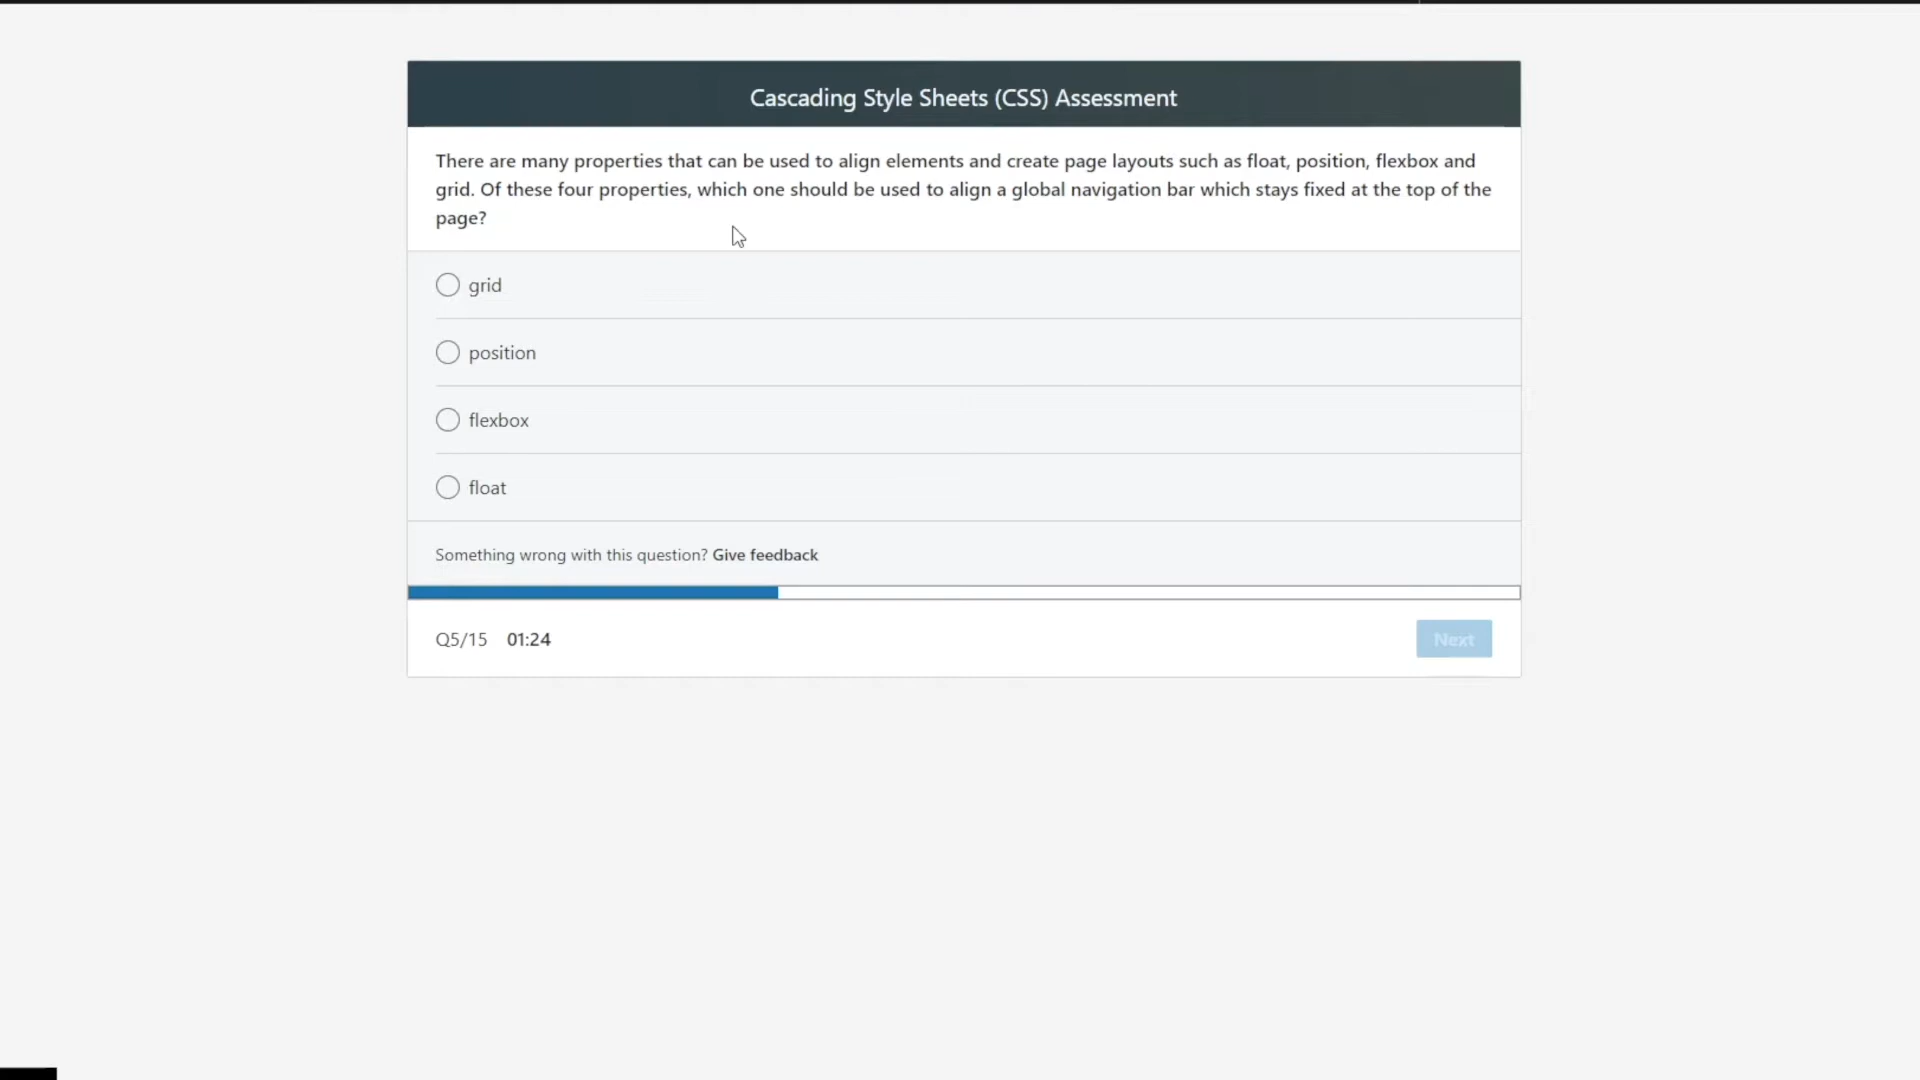 Cascading Style Sheets (CSS) Assessment
There are many properties that can be used to align elements and create page layouts such as float, position, flexbox and
grid. Of these four properties, which one should be used to align a global navigation bar which stays fixed at the top of the
page?
grid
position
flexbox
float
Something wrong with this question? Give feedback
Q5/15 01:24
Next